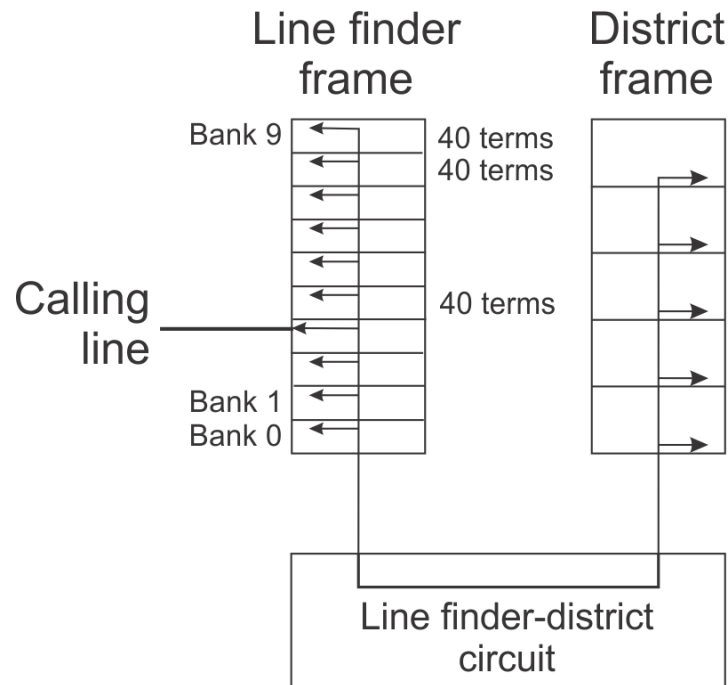 Line finder
frame
District
frame
Bank 9
40 terms
40 terms
Calling
line
40 terms
Bank 1
Bank 0
Line finder-district
circuit